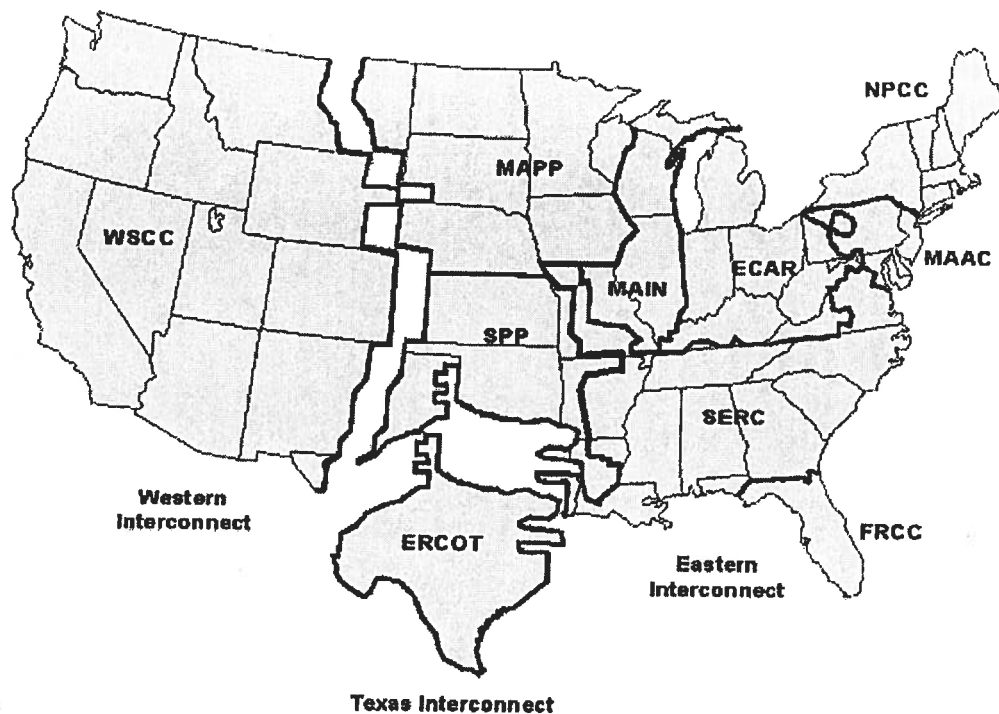 NPCC
MAPP
WSCC
MAAC
ECAR
MAIN
SPP
SERC
Western
Interconnect
ERCOT
FRCC
Eastern
Interconnect
Texas Interconnect